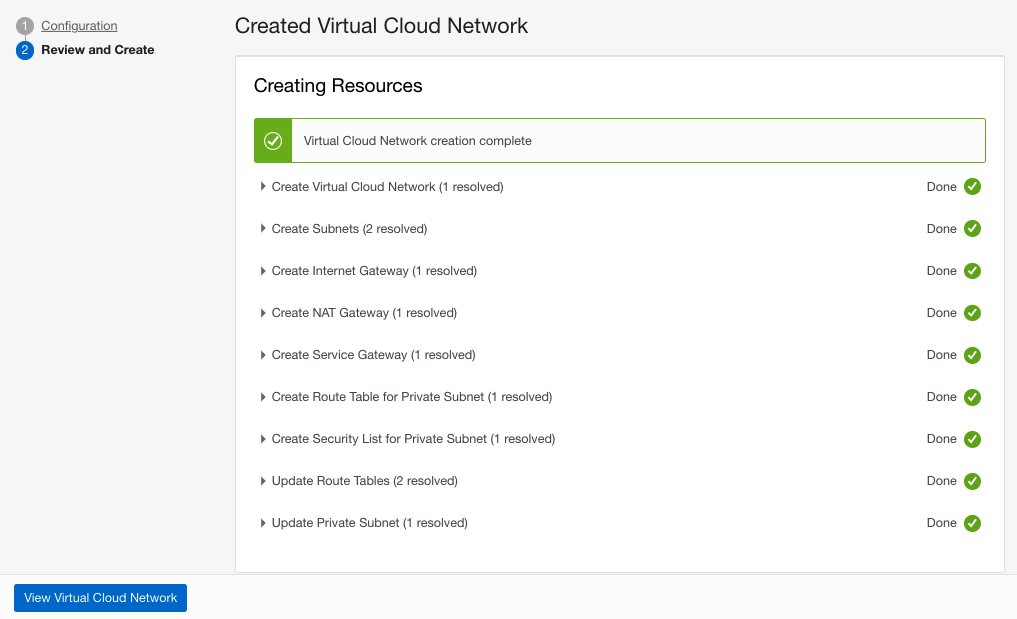 1 Configuration
2 Review and Create
Created Virtual Cloud Network
Creating Resources
Virtual Cloud Network creation complete
Create Virtual Cloud Network (1 resolved) Done
Create Subnets (2 resolved) Done
Create Internet Gateway (1 resolved) Done
Create NAT Gateway (1 resolved) Done
Create Service Gateway (1 resolved) Done
Create Route Table for Private Subnet (1 resolved) Done
Create Security List for Private Subnet (1 resolved) Done
Update Route Tables (2 resolved) Done
Update Private Subnet (1 resolved) Done
View Virtual Cloud Network